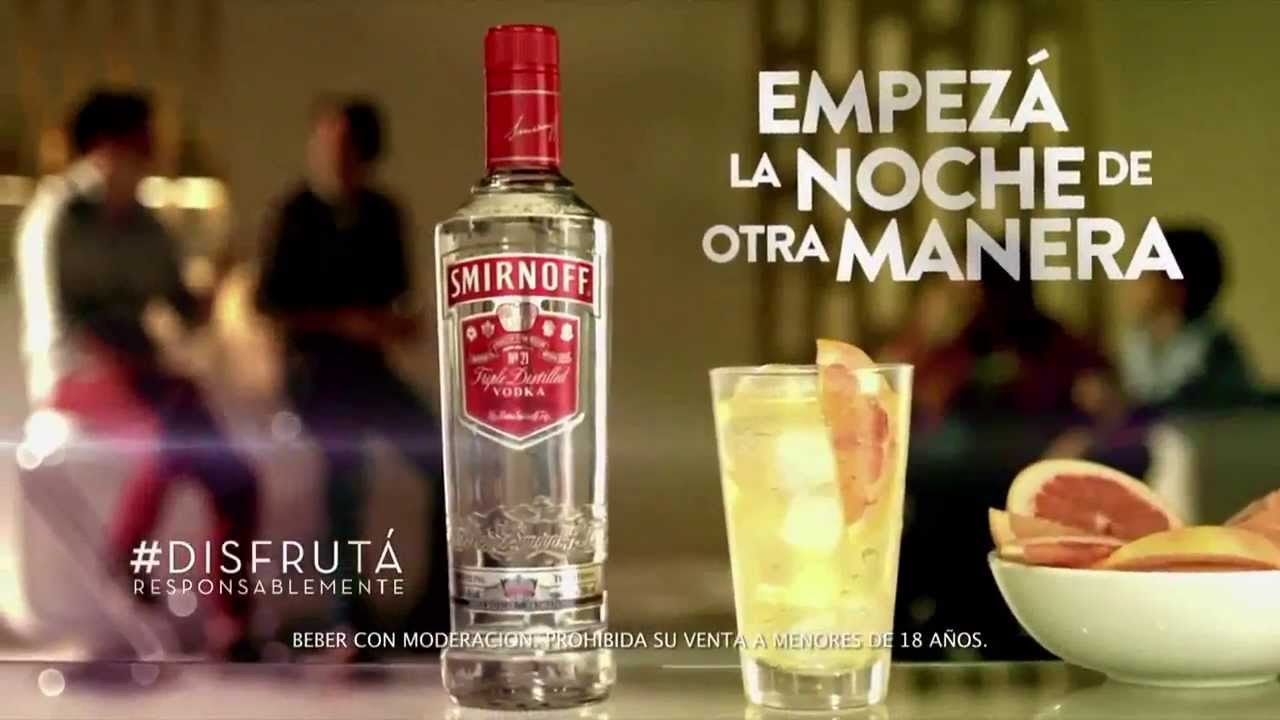 EMPEZÁ
LA NOCHE DE
OTRA MANERA
SMIRNOFF
Nº 21
Triple Distilled
VODKA
#DISFRUTÁ
RESPONSABLEMENTE
BEBER CON MODERACION. PROHIBIDA SU VENTA A MENORES DE 18 AÑOS.